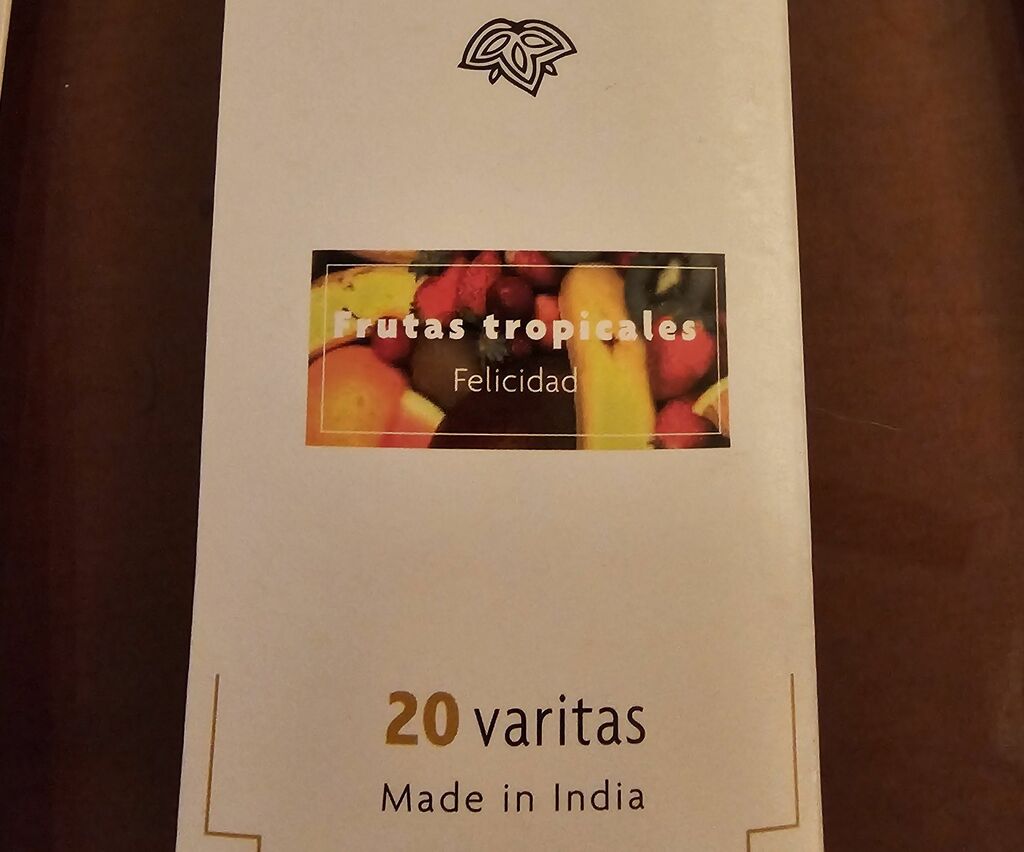 Frutas tropicales
Felicidad
20 varitas
Made in India